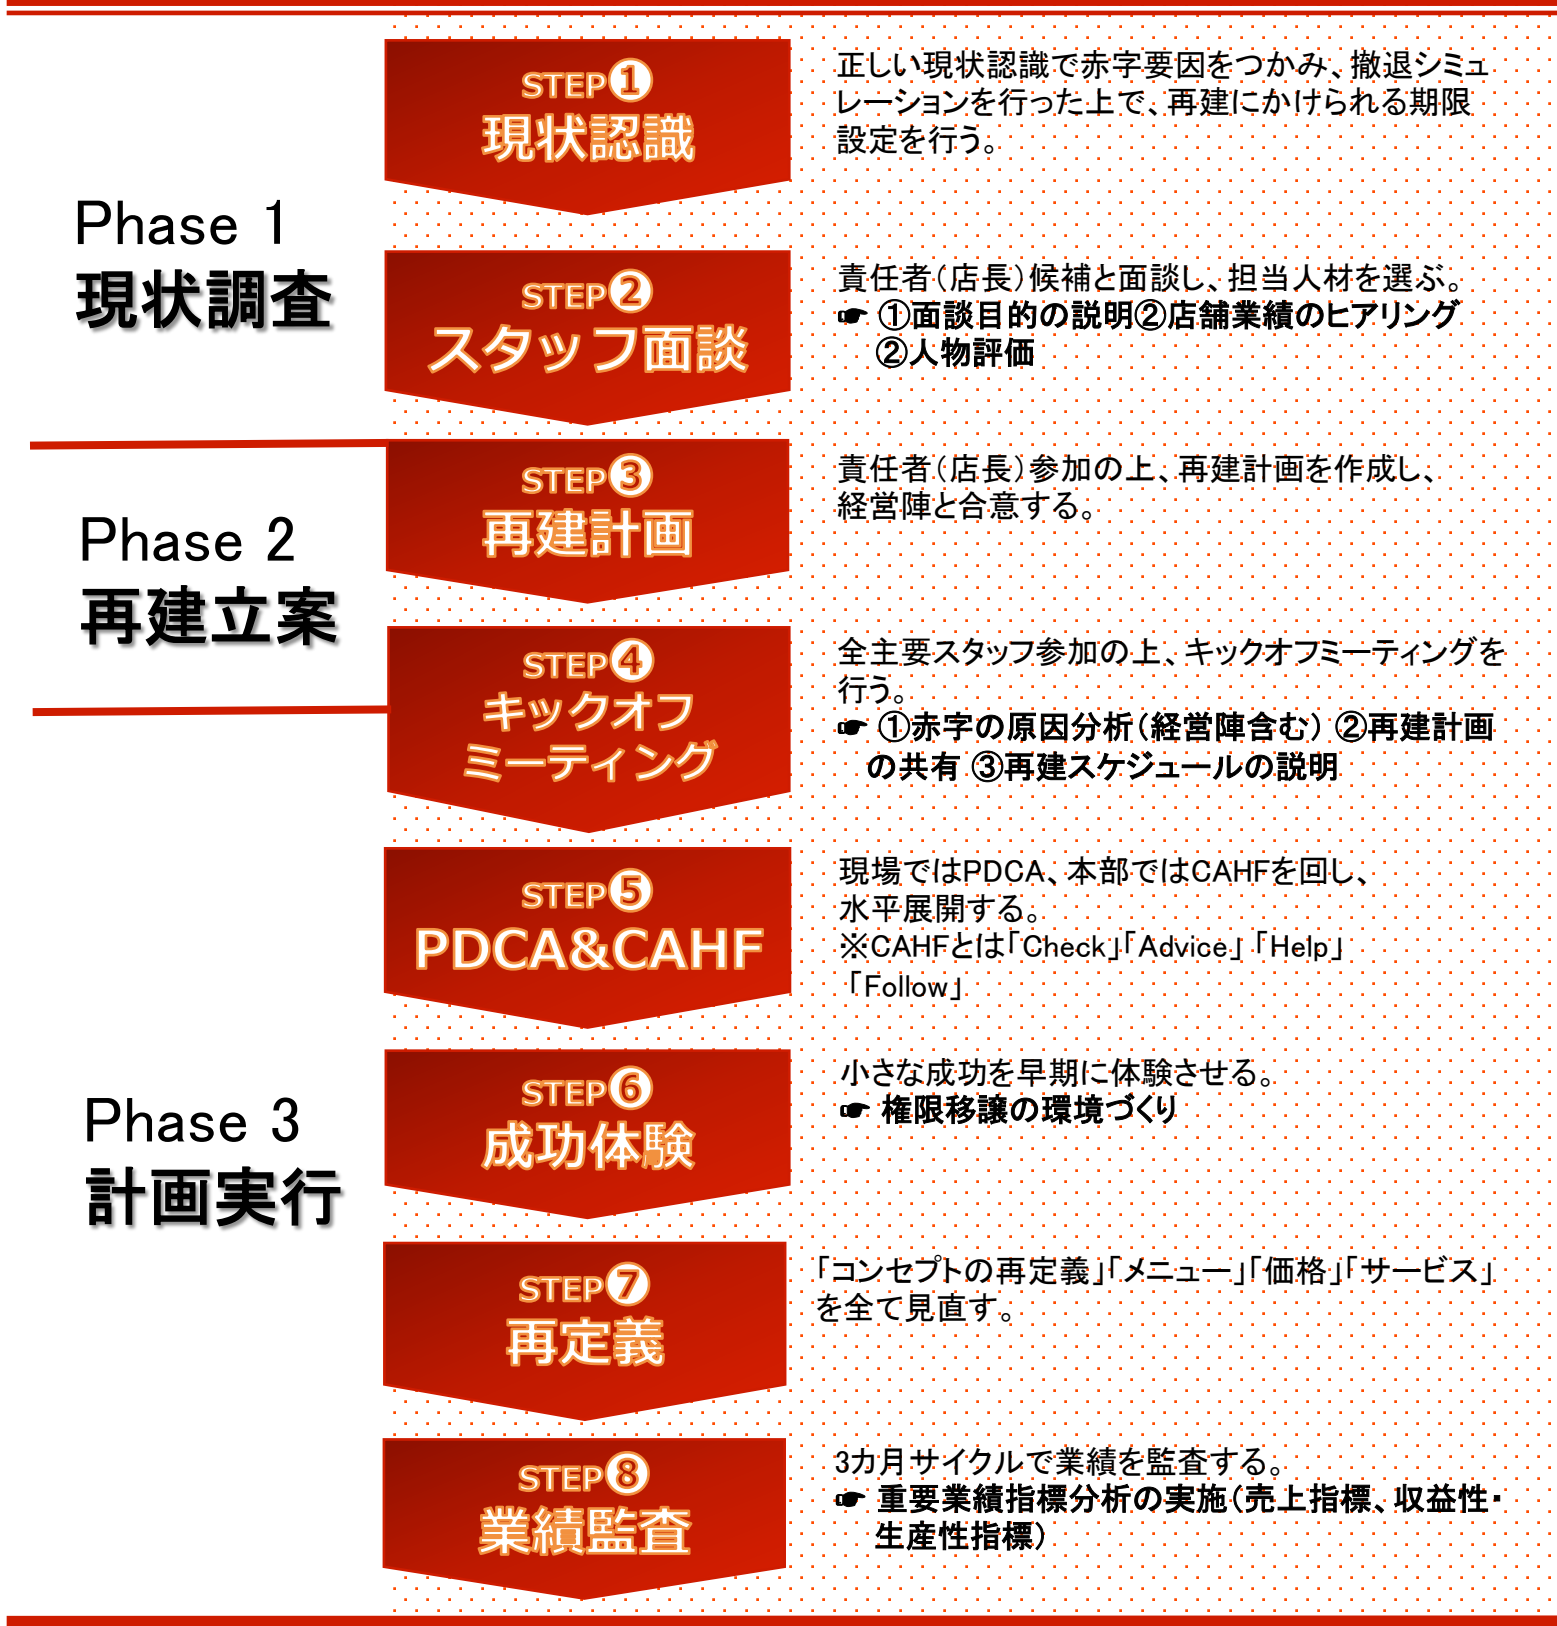 Phase 1
現状調査
STEP❶
現状認識
正しい現状認識で赤字要因をつかみ、撤退シミュ
レーションを行った上で、再建にかけられる期限
設定を行う。
STEP❷
スタッフ面談
責任者（店長）候補と面談し、担当人材を選ぶ。
☛ ①面談目的の説明②店舗業績のヒアリング
②人物評価
Phase 2
再建立案
STEP❸
再建計画
責任者（店長）参加の上、再建計画を作成し、
経営陣と合意する。
STEP❹
キックオフ
ミーティング
全主要スタッフ参加の上、キックオフミーティングを
行う。
☛ ①赤字の原因分析（経営陣含む） ②再建計画
の共有 ③再建スケジュールの説明
Phase 3
計画実行
STEP❺
PDCA&CAHF
現場ではPDCA、本部ではCAHFを回し、
水平展開する。
※CAHFとは「Check」「Advice」「Help」
「Follow」
STEP❻
成功体験
小さな成功を早期に体験させる。
☛ 権限移譲の環境づくり
STEP❼
再定義
「コンセプトの再定義」「メニュー」「価格」「サービス」
を全て見直す。
STEP❽
業績監査
3カ月サイクルで業績を監査する。
☛ 重要業績指標分析の実施（売上指標、収益性・
生産性指標）